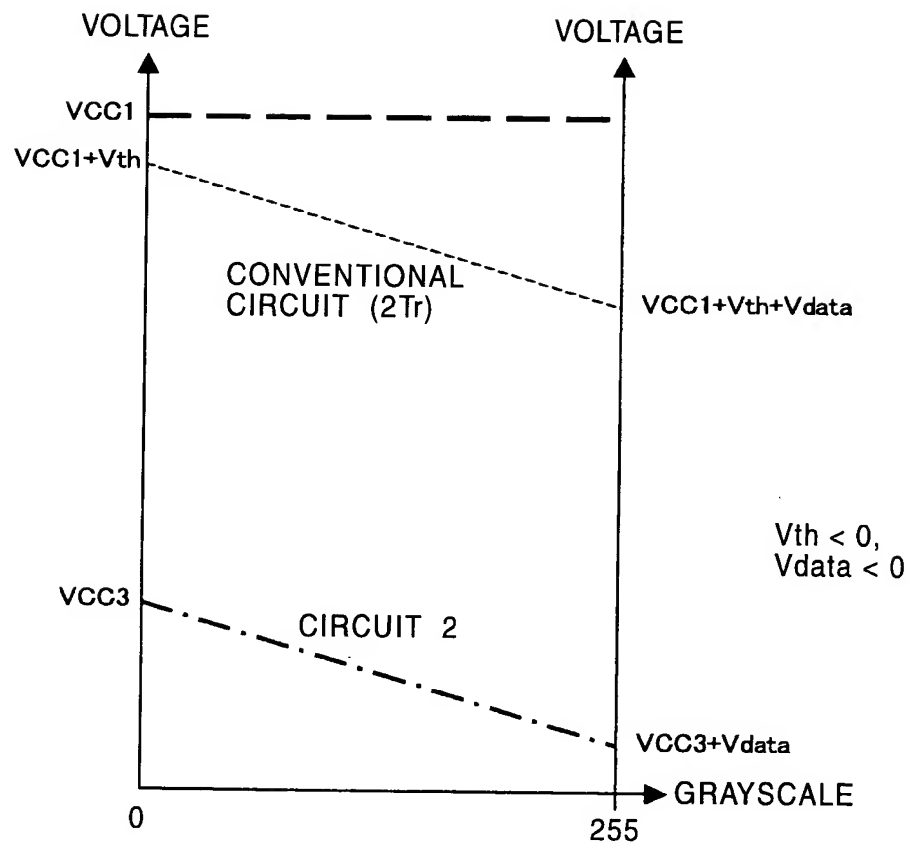 VOLTAGE
VOLTAGE
VCC1
VCC1+Vth
CONVENTIONAL
CIRCUIT (2Tr)
VCC1+Vth+Vdata
Vth < 0,
Vdata < 0
VCC3
CIRCUIT 2
VCC3+Vdata
GRAYSCALE
0
255